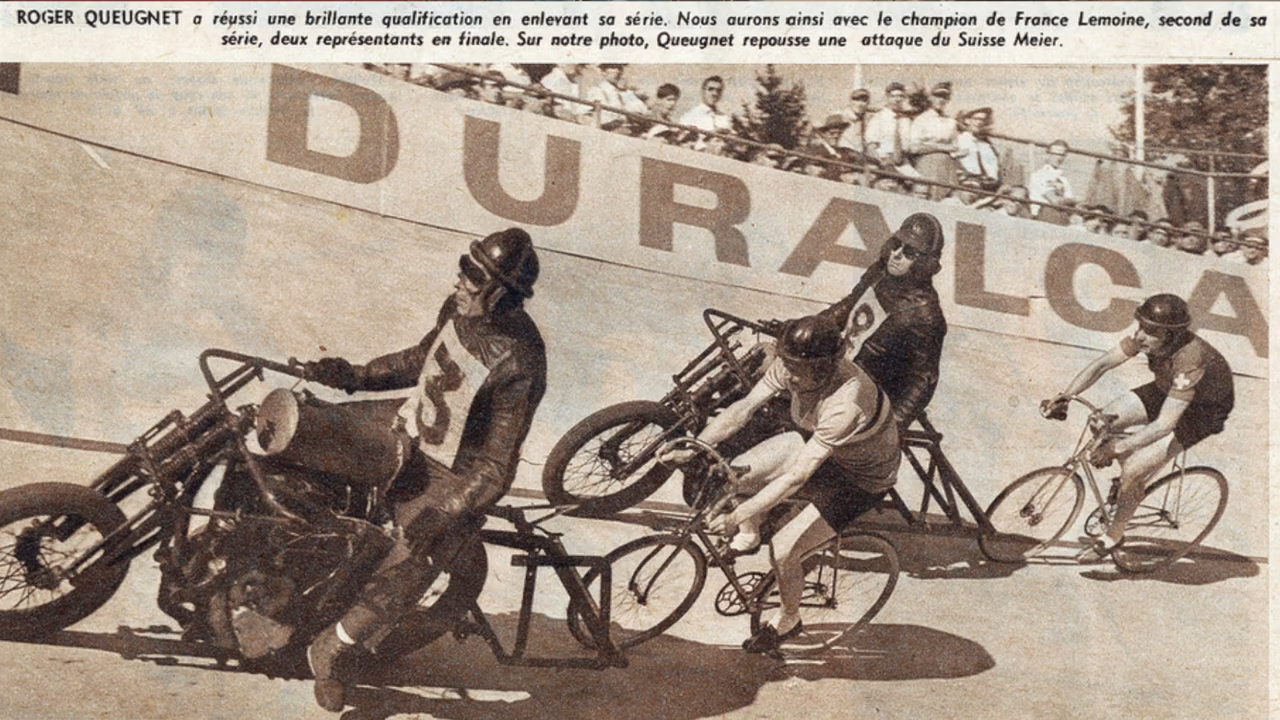 ROGER QUEUGNET a réussi une brillante qualification en enlevant sa série. Nous aurons ainsi avec le champion de France Lemoine, second de sa
série, deux représentants en finale. Sur notre photo, Queugnet repousse une attaque du Suisse Meier.
DURALCA